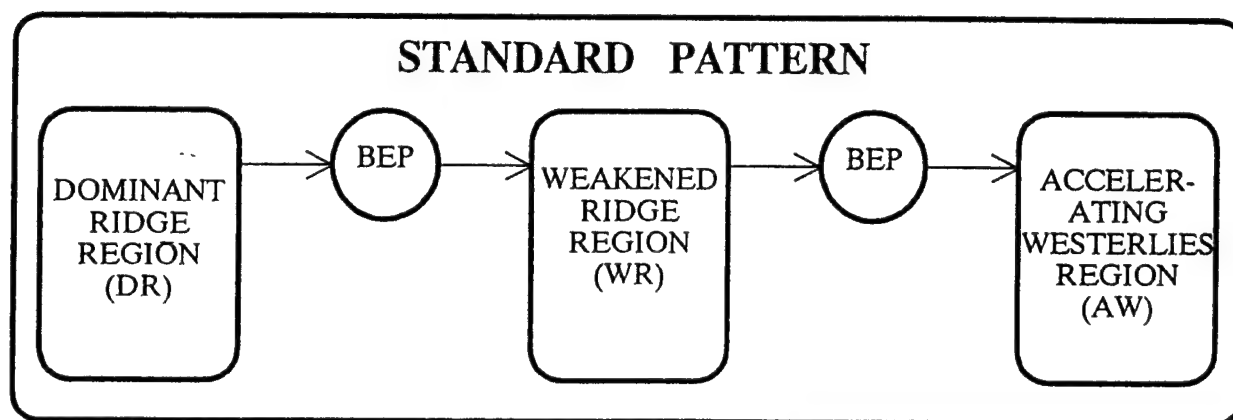 STANDARD PATTERN
DOMINANT
RIDGE
REGION
(DR)
BEP
WEAKENED
RIDGE
REGION
(WR)
BEP
ACCELER-
ATING
WESTERLIES
REGION
(AW)